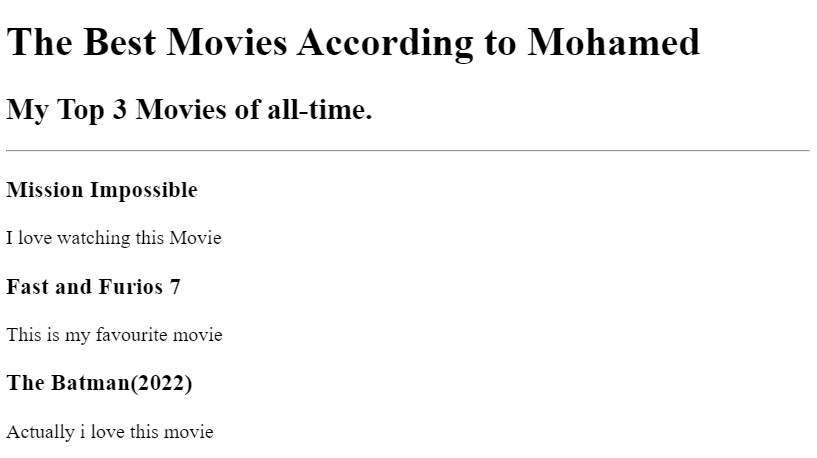 The Best Movies According to Mohamed
My Top 3 Movies of all-time.
Mission Impossible
I love watching this Movie
Fast and Furios 7
This is my favourite movie
The Batman(2022)
Actually i love this movie